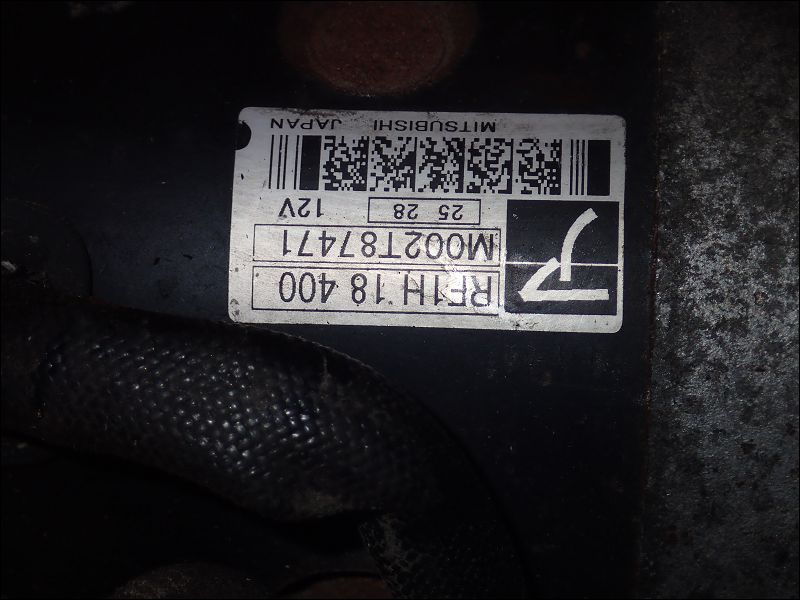 RF1H 18 400
M002T87471
25 28 12V
MITSUBISHI JAPAN